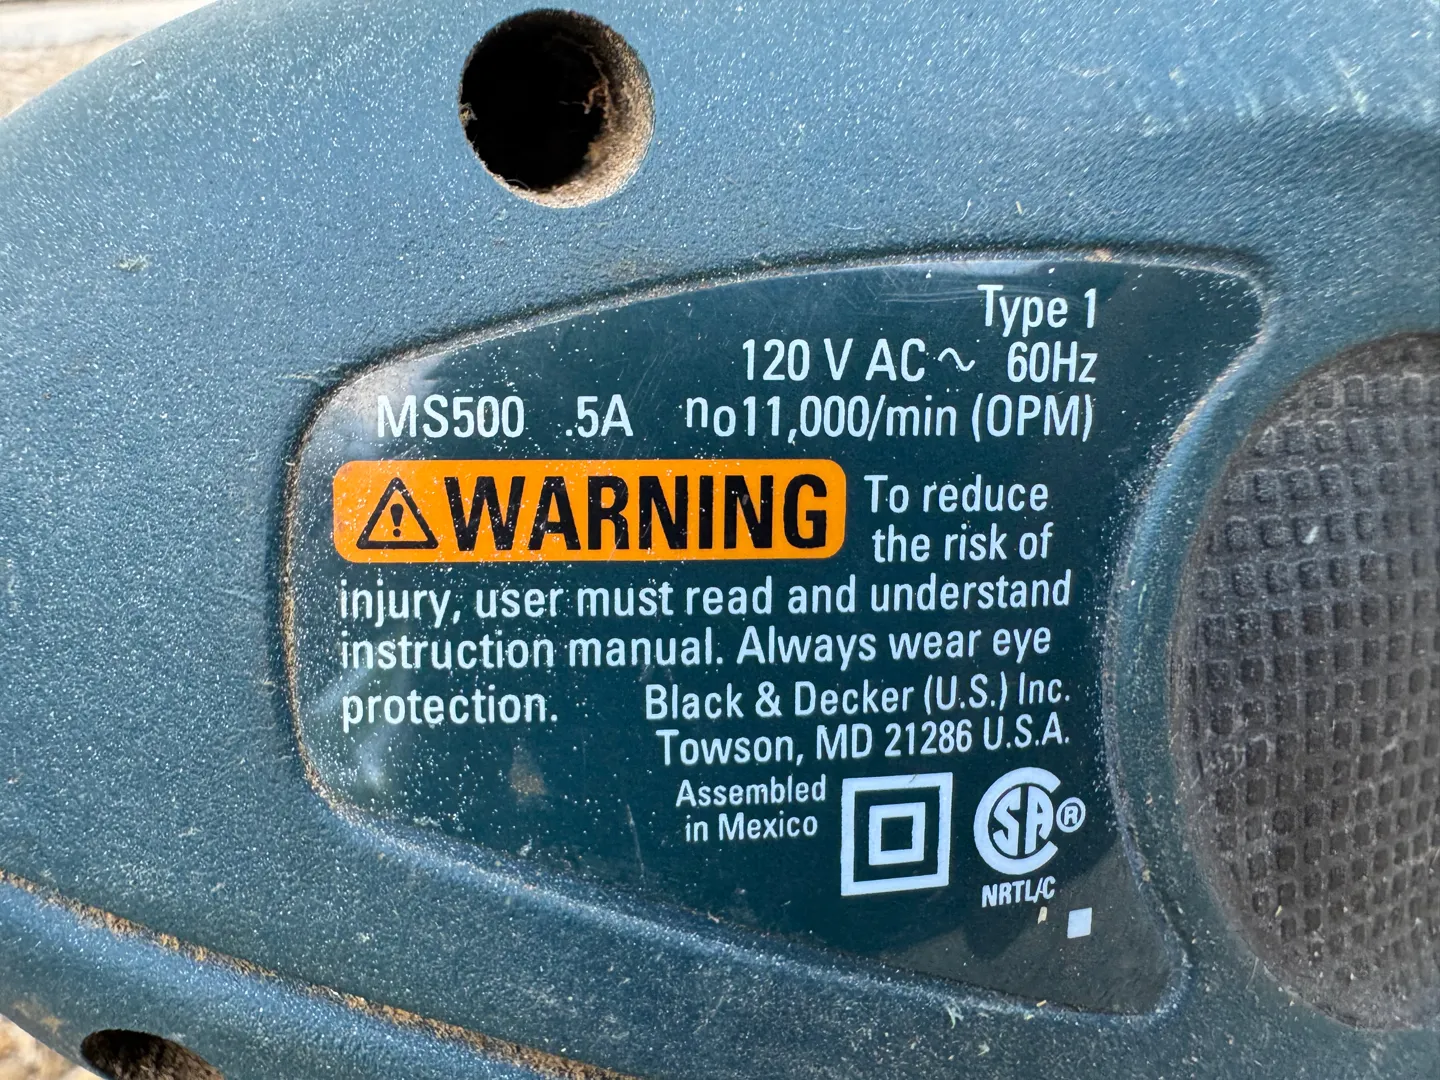 Type 1
120 V AC ~ 60Hz
MS500 .5A no11,000/min (OPM)
WARNING To reduce
the risk of
injury, user must read and understand
instruction manual. Always wear eye
protection. Black & Decker (U.S.) Inc.
Towson, MD 21286 U.S.A.
Assembled
in Mexico
SA®
NRTL/C